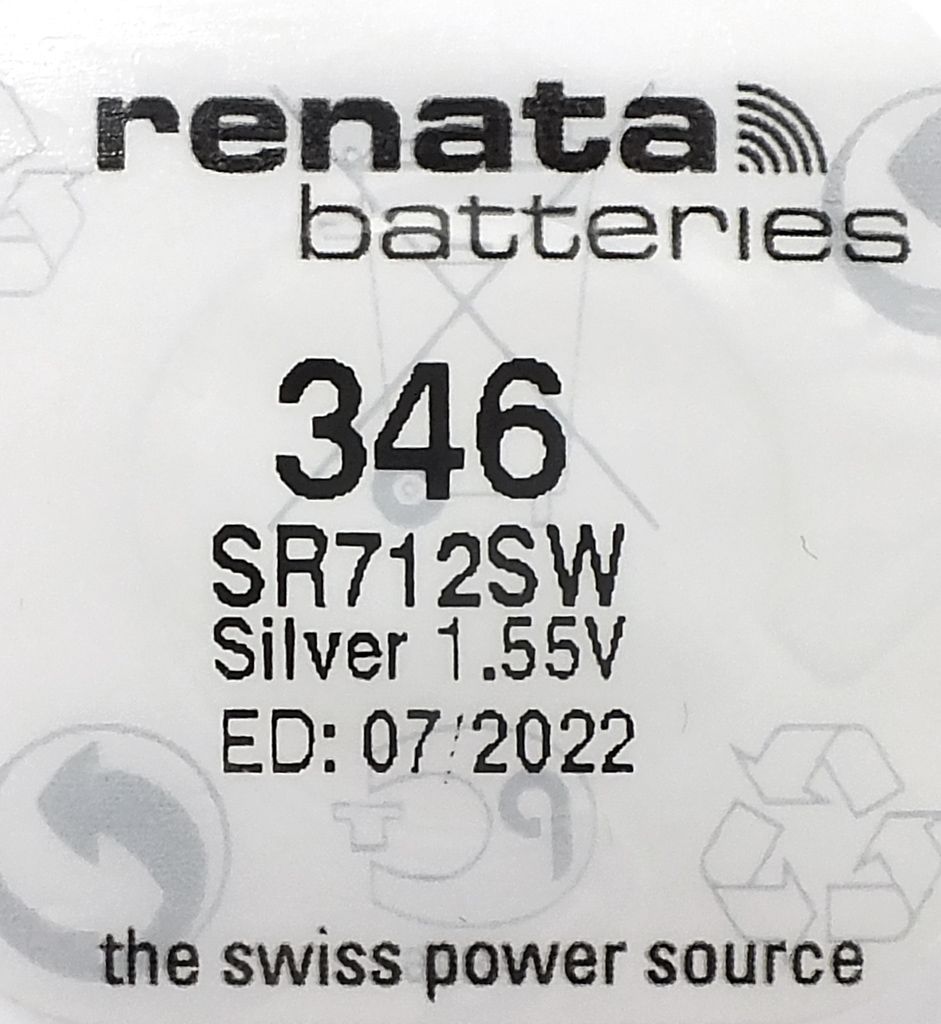 renata
batteries
346
SR712SW
Silver 1.55V
ED: 07/2022
the swiss power source